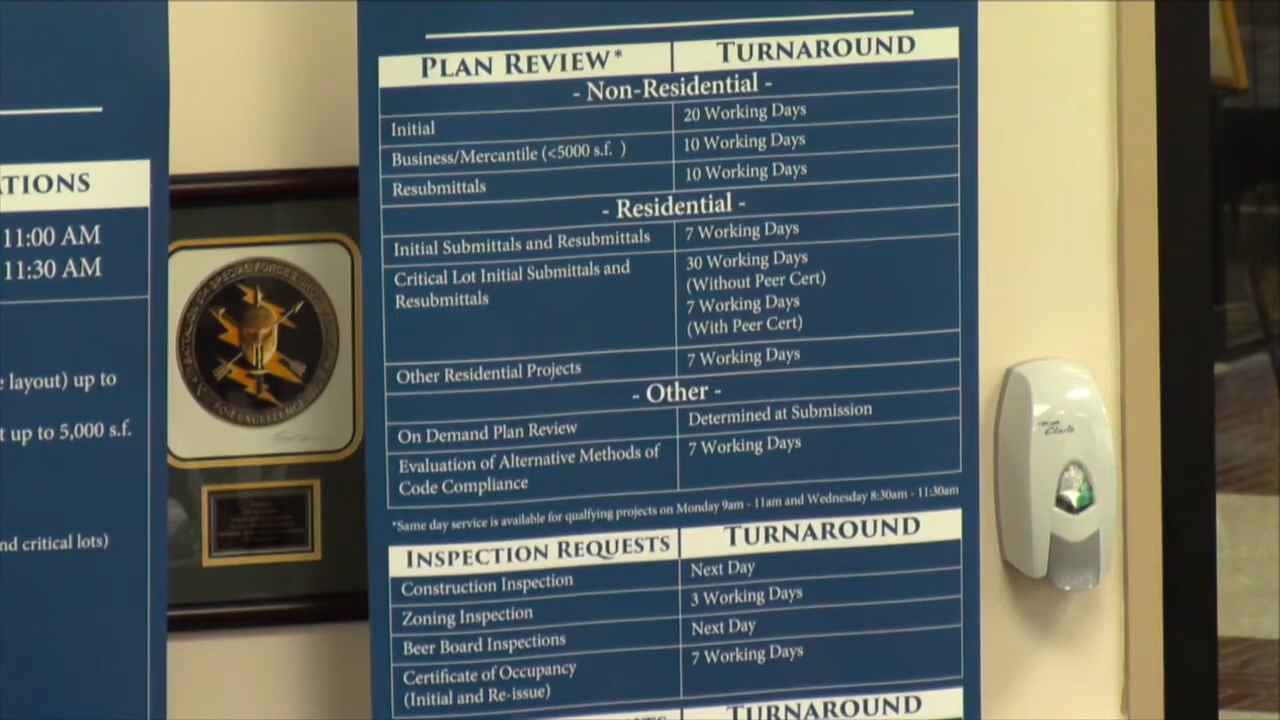 TIONS
11:00 AM
11:30 AM
layout) up to
t up to 5,000 s.f.
nd critical lots)
FOR EXCELLENCE
PLAN REVIEW* TURNAROUND
- Non-Residential -
Initial 20 Working Days
Business/Mercantile (<5000 s.f. ) 10 Working Days
Resubmittals 10 Working Days
- Residential -
Initial Submittals and Resubmittals 7 Working Days
Critical Lot Initial Submittals and 30 Working Days
Resubmittals (Without Peer Cert)
7 Working Days
(With Peer Cert)
Other Residential Projects 7 Working Days
- Other -
On Demand Plan Review Determined at Submission
Evaluation of Alternative Methods of 7 Working Days
Code Compliance
*Same day service is available for qualifying projects on Monday 9am - 11am and Wednesday 8:30am - 11:30am
INSPECTION REQUESTS TURNAROUND
Construction Inspection Next Day
Zoning Inspection 3 Working Days
Beer Board Inspections Next Day
Certificate of Occupancy 7 Working Days
(Initial and Re-issue)
TURNAROUND